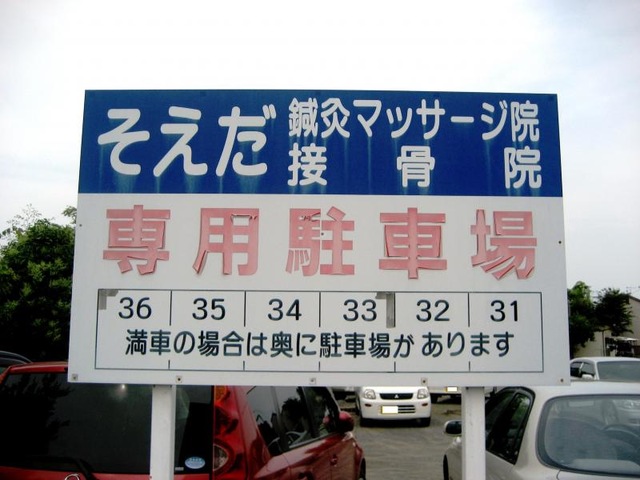 そえだ 鍼灸マッサージ院
接骨院
専用駐車場
36 35 34 33 32 31
満車の場合は奥に駐車場があります